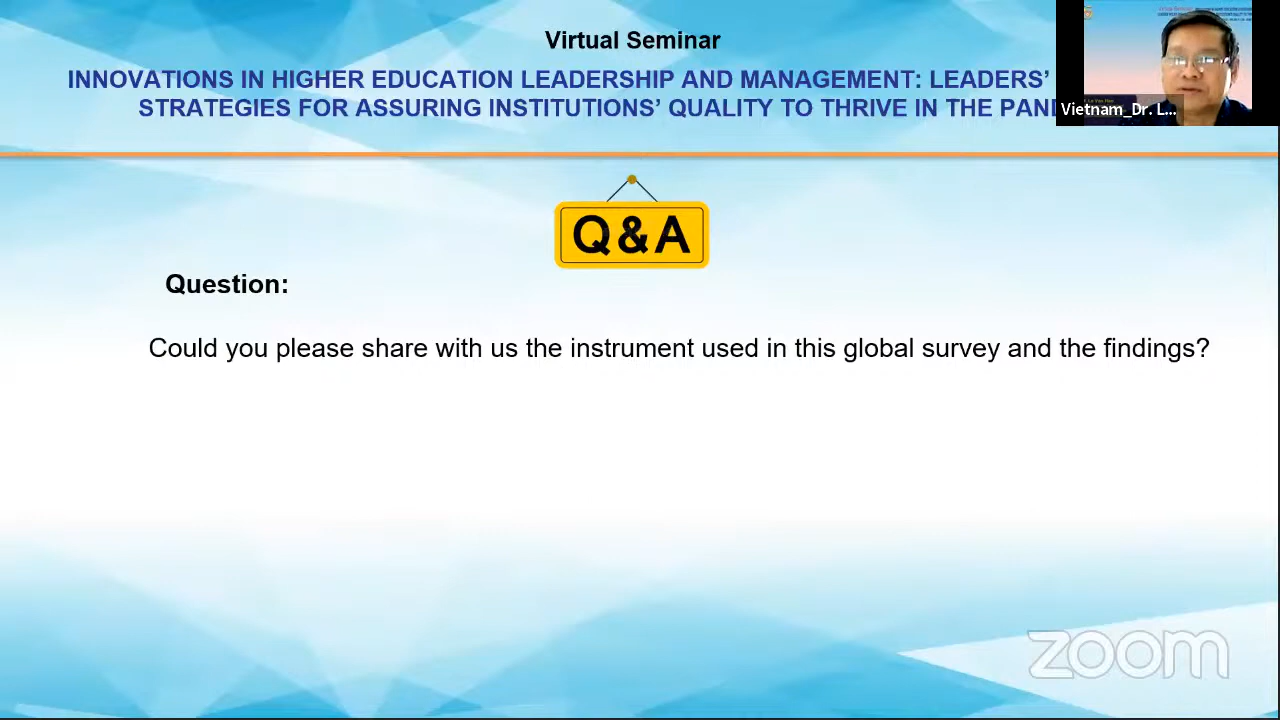 Virtual Seminar
INNOVATIONS IN HIGHER EDUCATION LEADERSHIP AND MANAGEMENT: LEADERS’
STRATEGIES FOR ASSURING INSTITUTIONS’ QUALITY TO THRIVE IN THE
Vietnam_Dr. L...
Q&A
Question:
Could you please share with us the instrument used in this global survey and the findings?
zoom